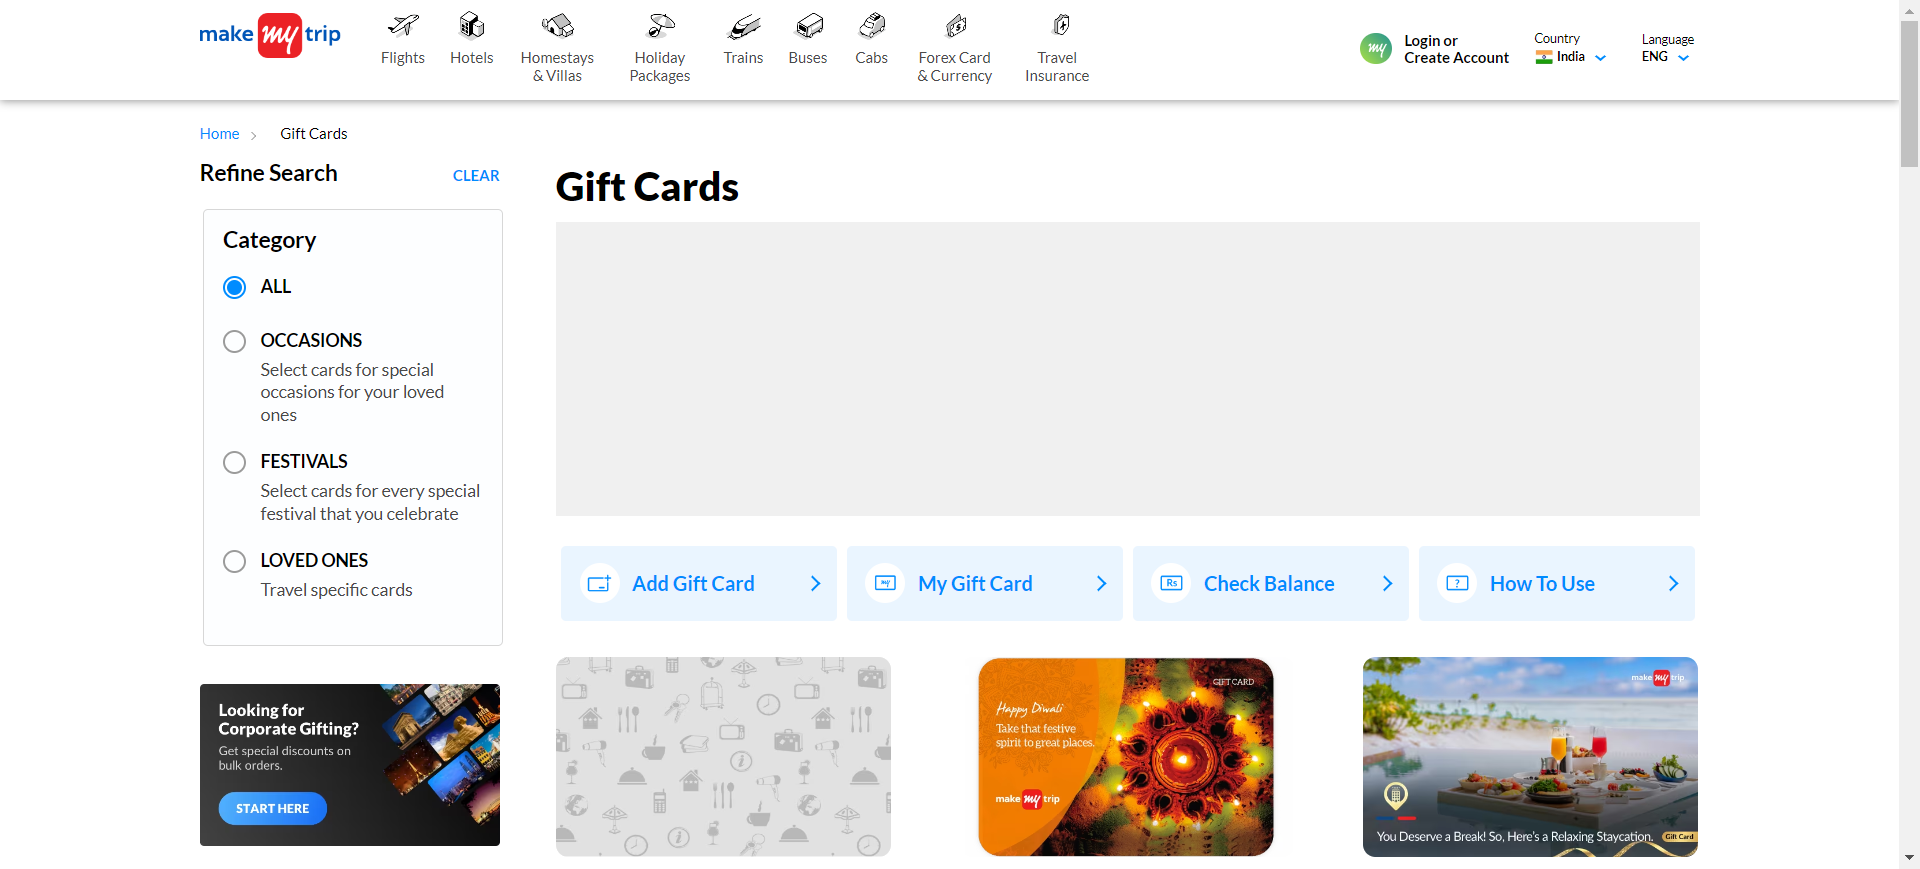 make my trip
Flights
Hotels
Homestays
& Villas
Holiday
Packages
Trains
Buses
Cabs
Forex Card
& Currency
Travel
Insurance
my
Login or
Create Account
Country
India
Language
ENG
Home
Gift Cards
Refine Search
CLEAR
Category
ALL
OCCASIONS
Select cards for special
occasions for your loved
ones
FESTIVALS
Select cards for every special
festival that you celebrate
LOVED ONES
Travel specific cards
Looking for
Corporate Gifting?
Get special discounts on
bulk orders.
START HERE
Gift Cards
Add Gift Card
my
My Gift Card
Rs
Check Balance
?
How To Use
GIFT CARD
Happy Diwali
Take that festive
spirit to great places.
make my trip
make my trip
You Deserve a Break! So, Here's a Relaxing Staycation.
Gift Card